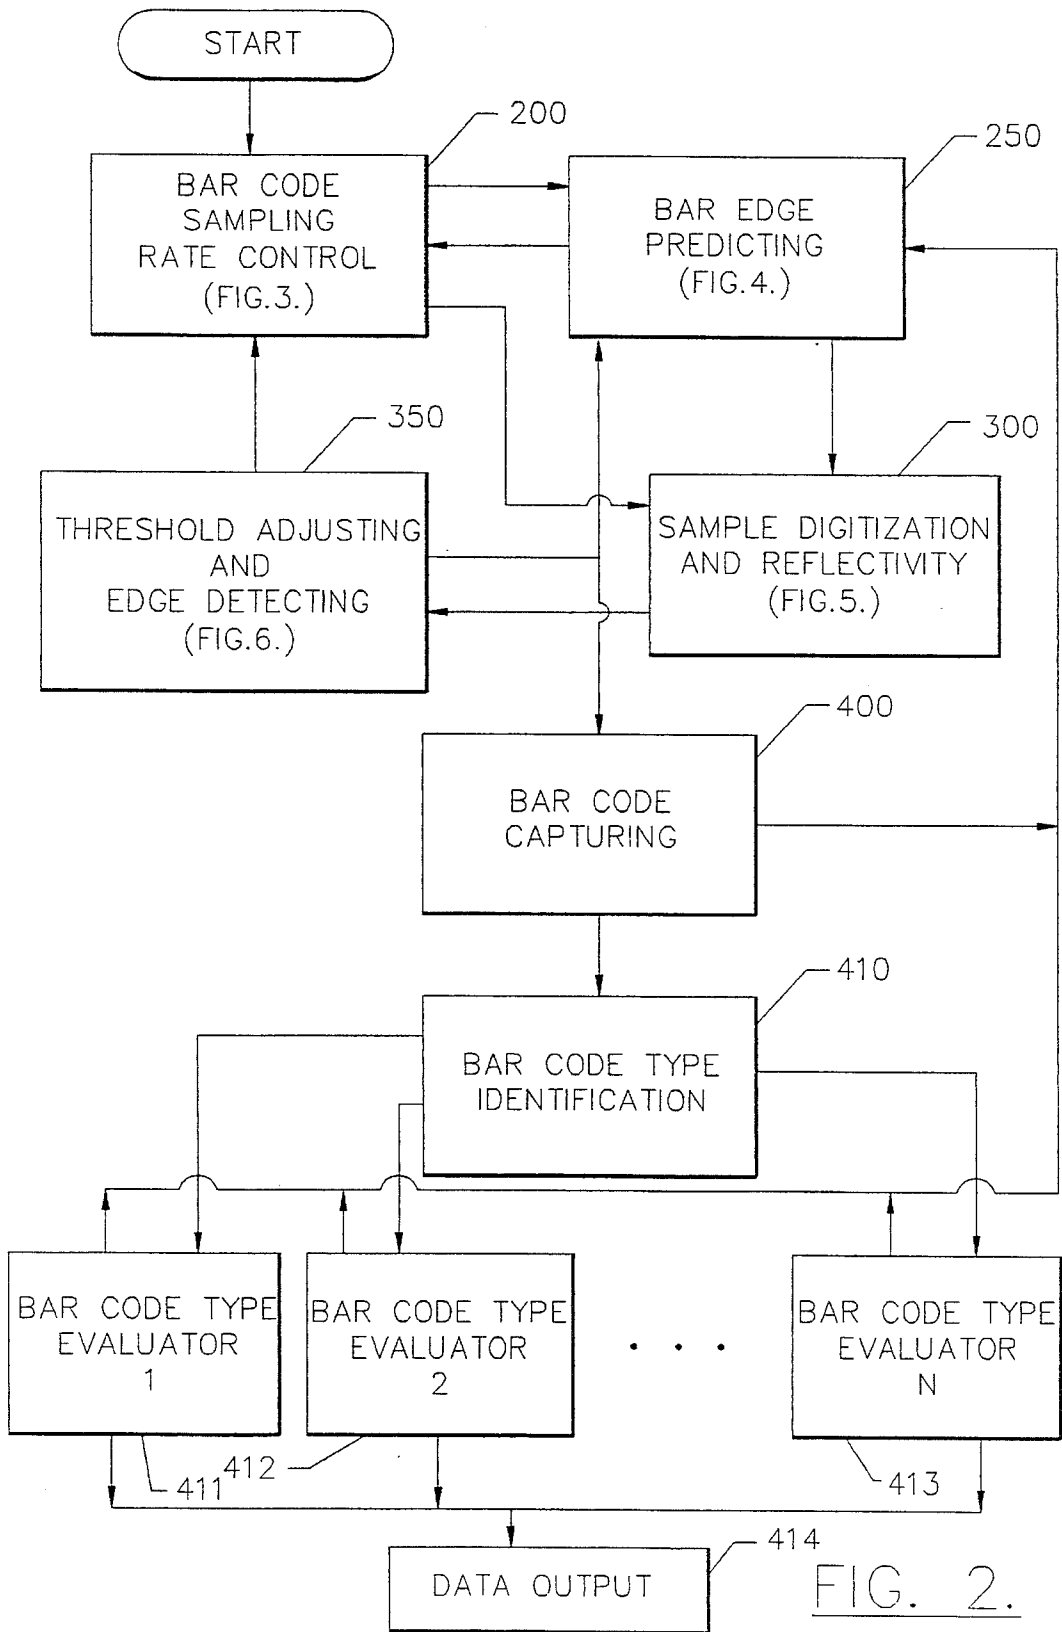 START
200
BAR CODE
SAMPLING
RATE CONTROL
(FIG.3.)
250
BAR EDGE
PREDICTING
(FIG.4.)
350
THRESHOLD ADJUSTING
AND
EDGE DETECTING
(FIG.6.)
300
SAMPLE DIGITIZATION
AND REFLECTIVITY
(FIG.5.)
400
BAR CODE
CAPTURING
410
BAR CODE TYPE
IDENTIFICATION
BAR CODE TYPE
EVALUATOR
1
411
BAR CODE TYPE
EVALUATOR
2
412
. . .
BAR CODE TYPE
EVALUATOR
N
413
414
DATA OUTPUT
FIG. 2.